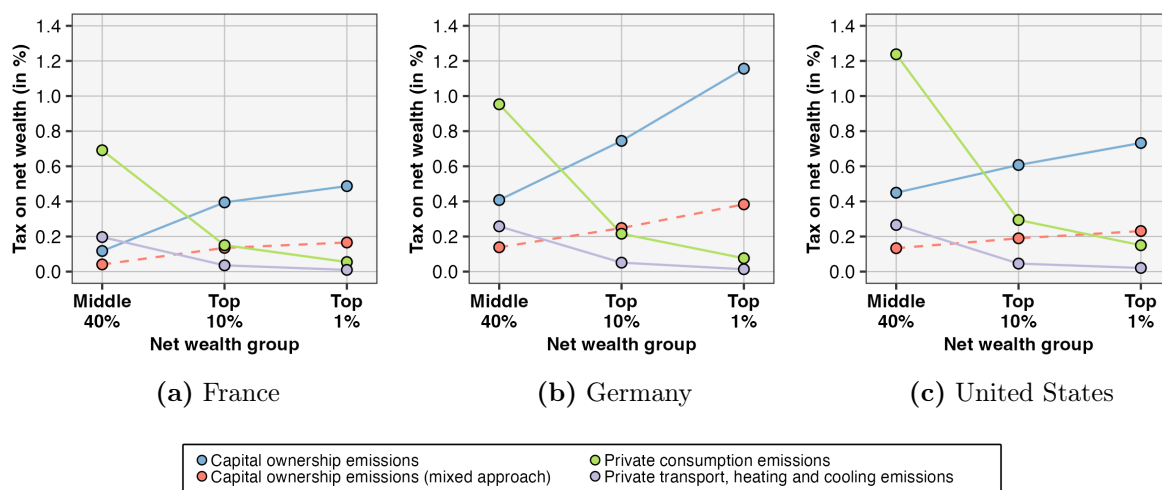 Tax on net wealth (in %)
1.4
1.2
1.0
0.8
0.6
0.4
0.2
0.0
Middle 40%
Top 10%
Top 1%
Net wealth group
(a) France
Tax on net wealth (in %)
1.4
1.2
1.0
0.8
0.6
0.4
0.2
0.0
Middle 40%
Top 10%
Top 1%
Net wealth group
(b) Germany
Tax on net wealth (in %)
1.4
1.2
1.0
0.8
0.6
0.4
0.2
0.0
Middle 40%
Top 10%
Top 1%
Net wealth group
(c) United States
Capital ownership emissions
Capital ownership emissions (mixed approach)
Private consumption emissions
Private transport, heating and cooling emissions